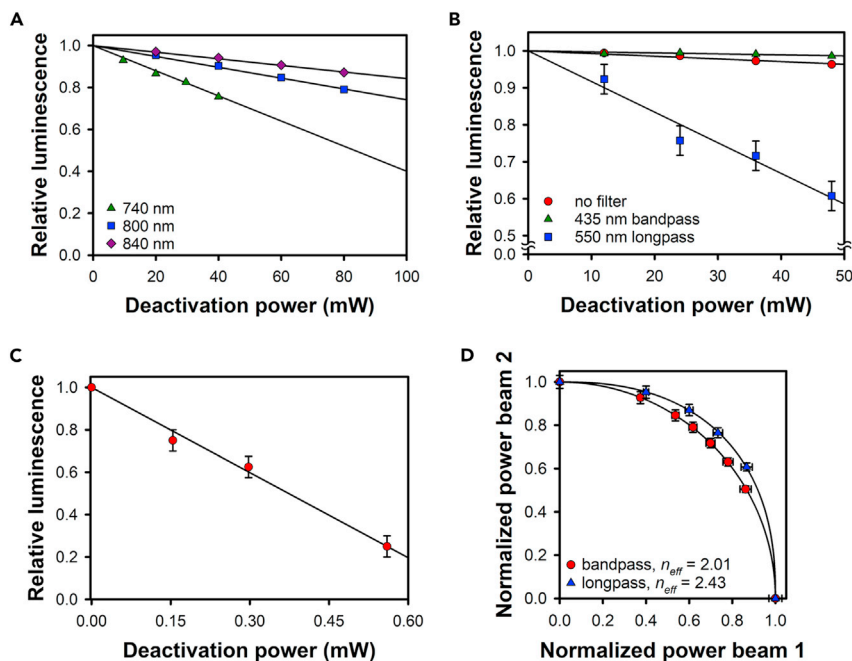 A
Relative luminescence
1.0
0.8
0.6
0.4
0.2
0.0
740 nm
800 nm
840 nm
0 20 40 60 80 100
Deactivation power (mW)
B
Relative luminescence
1.0
0.9
0.8
0.7
0.6
0.5
0.0
no filter
435 nm bandpass
550 nm longpass
0 10 20 30 40 50
Deactivation power (mW)
C
Relative luminescence
1.0
0.8
0.6
0.4
0.2
0.0
0.00 0.15 0.30 0.45 0.60
Deactivation power (mW)
D
Normalized power beam 2
1.0
0.8
0.6
0.4
0.2
0.0
bandpass, neff = 2.01
longpass, neff = 2.43
0.0 0.2 0.4 0.6 0.8 1.0
Normalized power beam 1